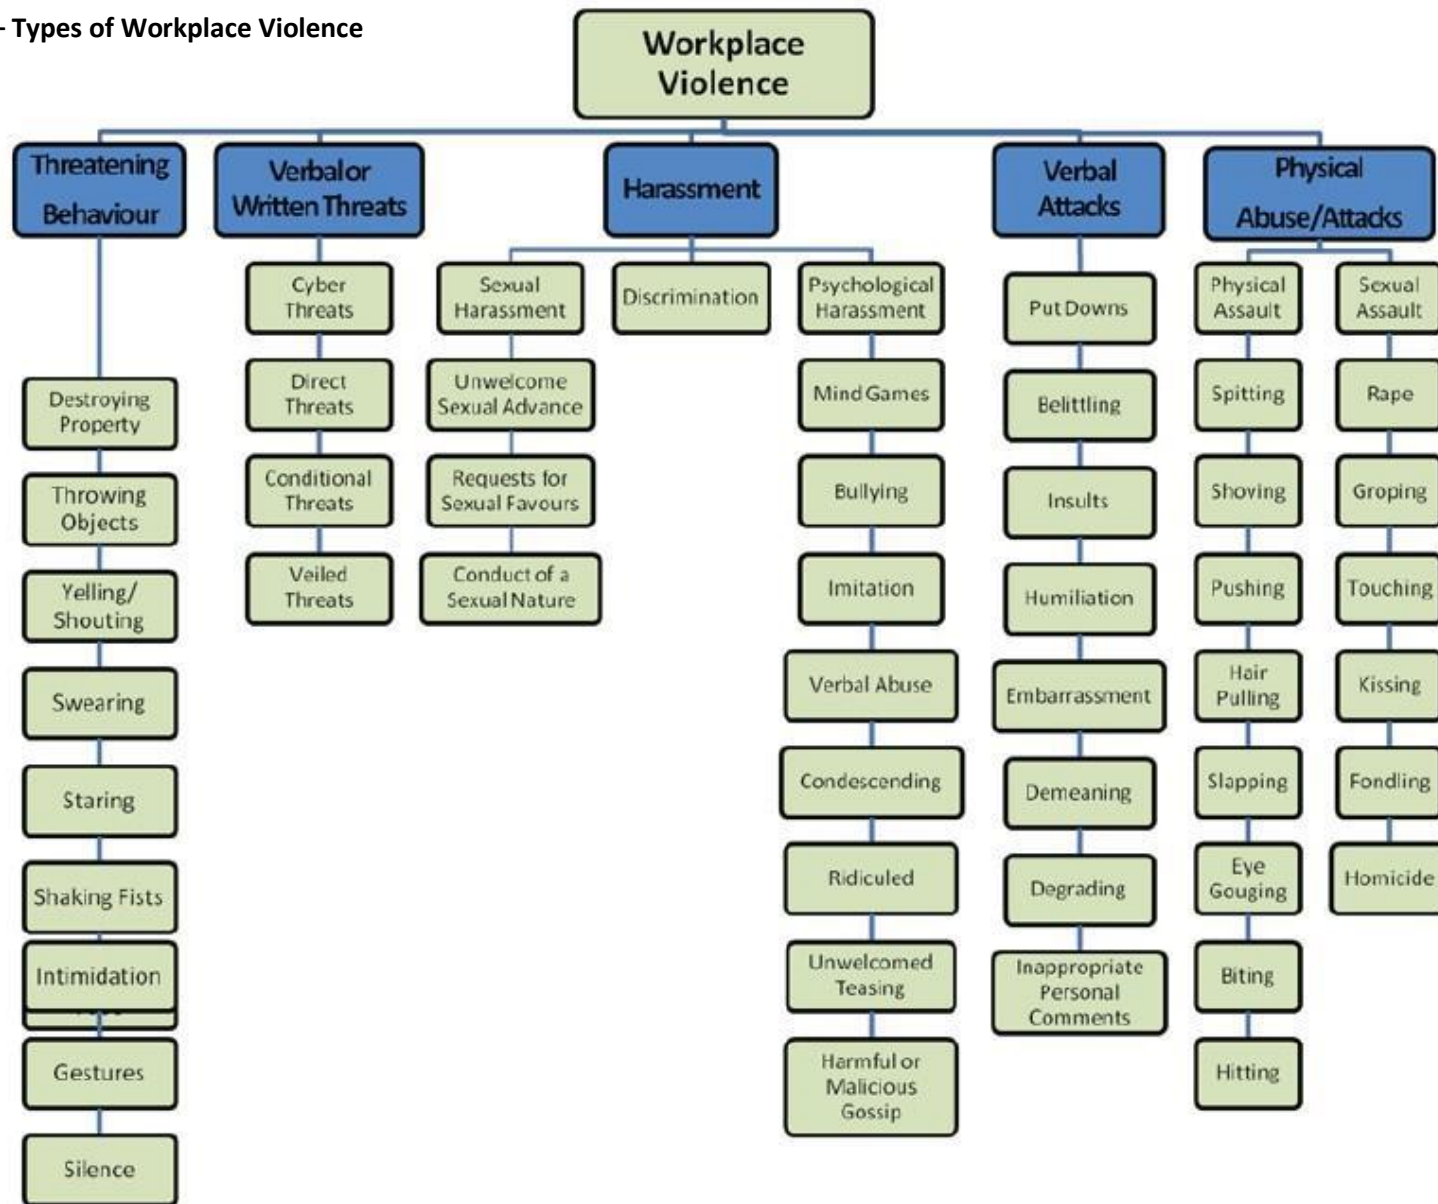 - Types of Workplace Violence
Workplace
Violence
Threatening
Behaviour
Destroying
Property
Throwing
Objects
Yelling/
Shouting
Swearing
Staring
Shaking Fists
Intimidation
Gestures
Silence
Verbalor
Written Threats
Cyber
Threats
Direct
Threats
Conditional
Threats
Veiled
Threats
Harassment
Sexual
Harassment
Unwelcome
Sexual Advance
Requests for
Sexual Favours
Conduct of a
Sexual Nature
Discrimination
Psychological
Harassment
Mind Games
Bullying
Imitation
Verbal Abuse
Condescending
Ridiculed
Unwelcomed
Teasing
Harmful or
Malicious
Gossip
Verbal
Attacks
Put Downs
Belittling
Insults
Humiliation
Embarrassment
Demeaning
Degrading
Inappropriate
Personal
Comments
Physical
Abuse/Attacks
Physical
Assault
Spitting
Shoving
Pushing
Hair
Pulling
Slapping
Eye
Gouging
Biting
Hitting
Sexual
Assault
Rape
Groping
Touching
Kissing
Fondling
Homicide